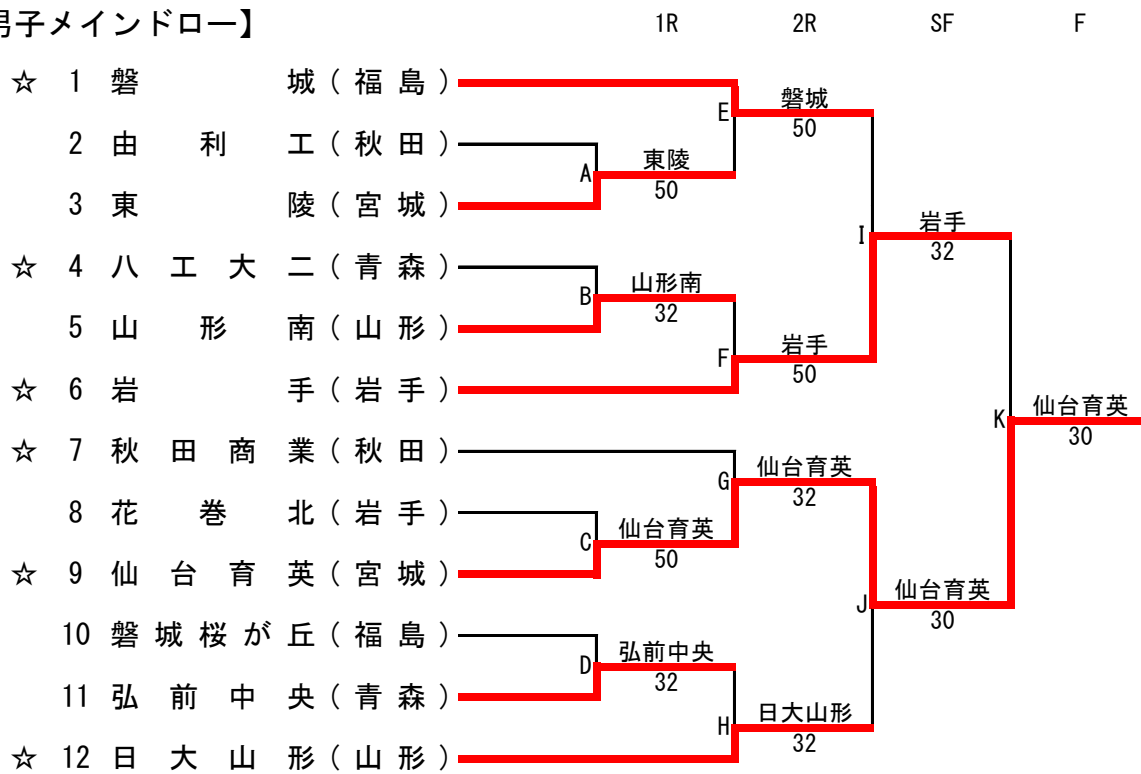 男子メインドロー】 1R 2R SF F
☆ 1 磐城(福島)
E 磐城
50
2 由利工(秋田)
A 東陵
50
3 東陵(宮城)
I 岩手
32
☆ 4 八工大二(青森)
B 山形南
32
5 山形南(山形)
F 岩手
50
☆ 6 岩手(岩手)
K 仙台育英
30
☆ 7 秋田商業(秋田)
G 仙台育英
32
8 花巻北(岩手)
C 仙台育英
50
☆ 9 仙台育英(宮城)
J 仙台育英
30
10 磐城桜が丘(福島)
D 弘前中央
32
11 弘前中央(青森)
H 日大山形
32
☆ 12 日大山形(山形)